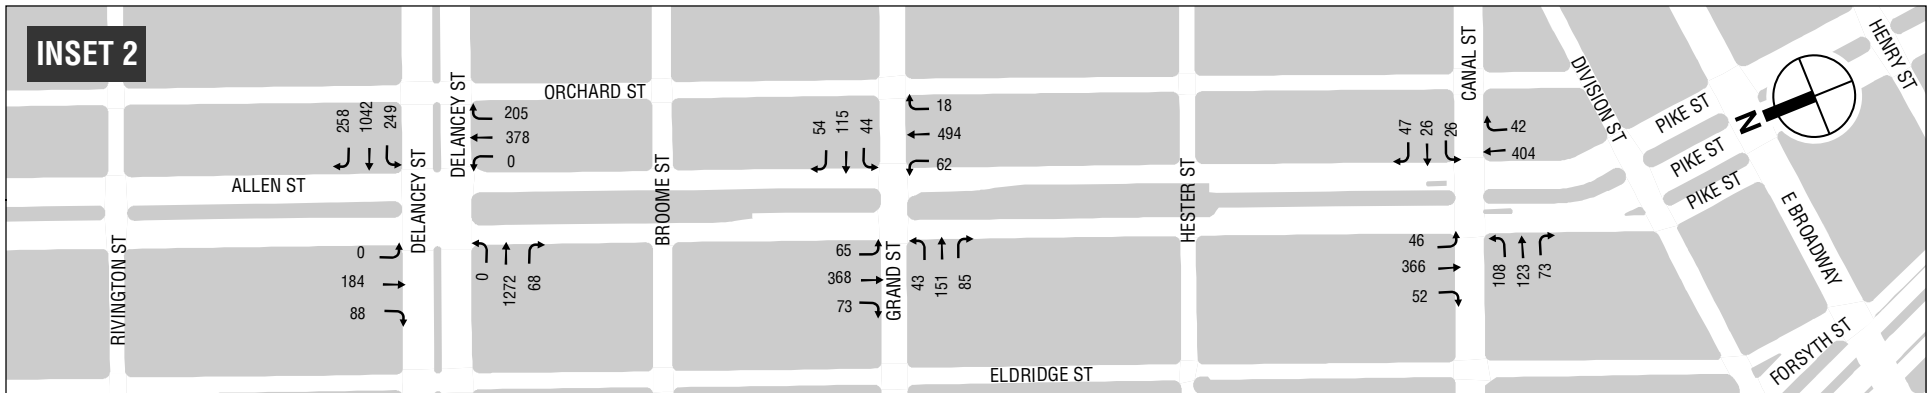 INSET 2
HENRY ST
CANAL ST
DIVISION ST
DELANCEY ST
ORCHARD ST
PIKE ST
N
258
1042
249
205
378
0
54
115
44
18
494
62
47
26
26
42
404
PIKE ST
ALLEN ST
DELANCEY ST
BROOME ST
HESTER ST
PIKE ST
E BROADWAY
RIVINGTON ST
0
184
88
0
1272
68
65
368
73
GRAND ST
43
151
85
46
366
52
108
123
73
ELDRIDGE ST
FORSYTH ST